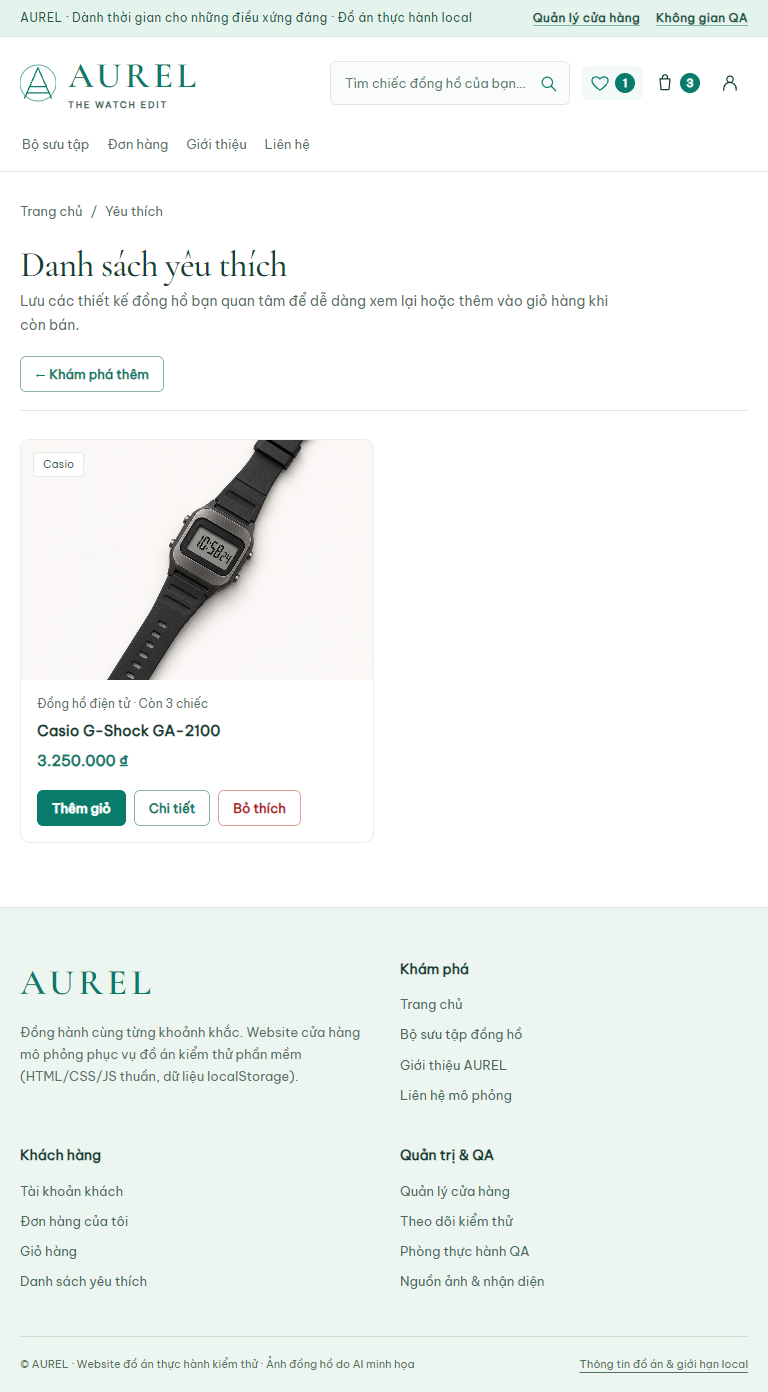 AUREL · Dành thời gian cho những điều xứng đáng · Đồ án thực hành local
Quản lý cửa hàng
Không gian QA
AUREL
THE WATCH EDIT
Tìm chiếc đồng hồ của bạn...
1
3
Bộ sưu tập
Đơn hàng
Giới thiệu
Liên hệ
Trang chủ / Yêu thích
Danh sách yêu thích
Lưu các thiết kế đồng hồ bạn quan tâm để dễ dàng xem lại hoặc thêm vào giỏ hàng khi
còn bán.
← Khám phá thêm
Casio
10:58 24
Đồng hồ điện tử · Còn 3 chiếc
Casio G-Shock GA-2100
3.250.000 ₫
Thêm giỏ
Chi tiết
Bỏ thích
AUREL
Đồng hành cùng từng khoảnh khắc. Website cửa hàng
mô phỏng phục vụ đồ án kiểm thử phần mềm
(HTML/CSS/JS thuần, dữ liệu localStorage).
Khám phá
Trang chủ
Bộ sưu tập đồng hồ
Giới thiệu AUREL
Liên hệ mô phỏng
Khách hàng
Tài khoản khách
Đơn hàng của tôi
Giỏ hàng
Danh sách yêu thích
Quản trị & QA
Quản lý cửa hàng
Theo dõi kiểm thử
Phòng thực hành QA
Nguồn ảnh & nhận diện
© AUREL · Website đồ án thực hành kiểm thử · Ảnh đồng hồ do AI minh họa
Thông tin đồ án & giới hạn local